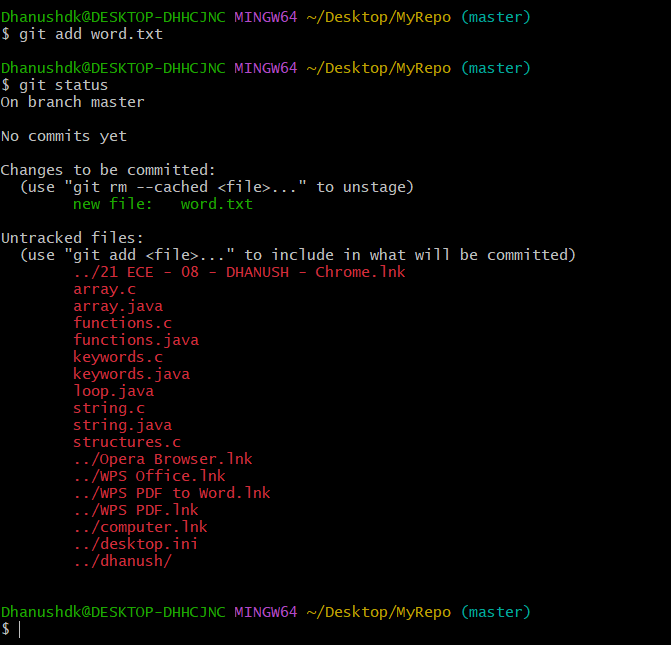 Dhanushdk@DESKTOP-DHHCJNC MINGW64 ~/Desktop/MyRepo (master)
$ git add word.txt
Dhanushdk@DESKTOP-DHHCJNC MINGW64 ~/Desktop/MyRepo (master)
$ git status
On branch master
No commits yet
Changes to be committed:
(use "git rm --cached <file>..." to unstage)
new file: word.txt
Untracked files:
(use "git add <file>..." to include in what will be committed)
../21 ECE - 08 - DHANUSH - Chrome.lnk
array.c
array.java
functions.c
functions.java
keywords.c
keywords.java
loop.java
string.c
string.java
structures.c
../Opera Browser.lnk
../WPS Office.lnk
../WPS PDF to Word.lnk
../WPS PDF.lnk
../computer.lnk
../desktop.ini
../dhanush/
Dhanushdk@DESKTOP-DHHCJNC MINGW64 ~/Desktop/MyRepo (master)
$